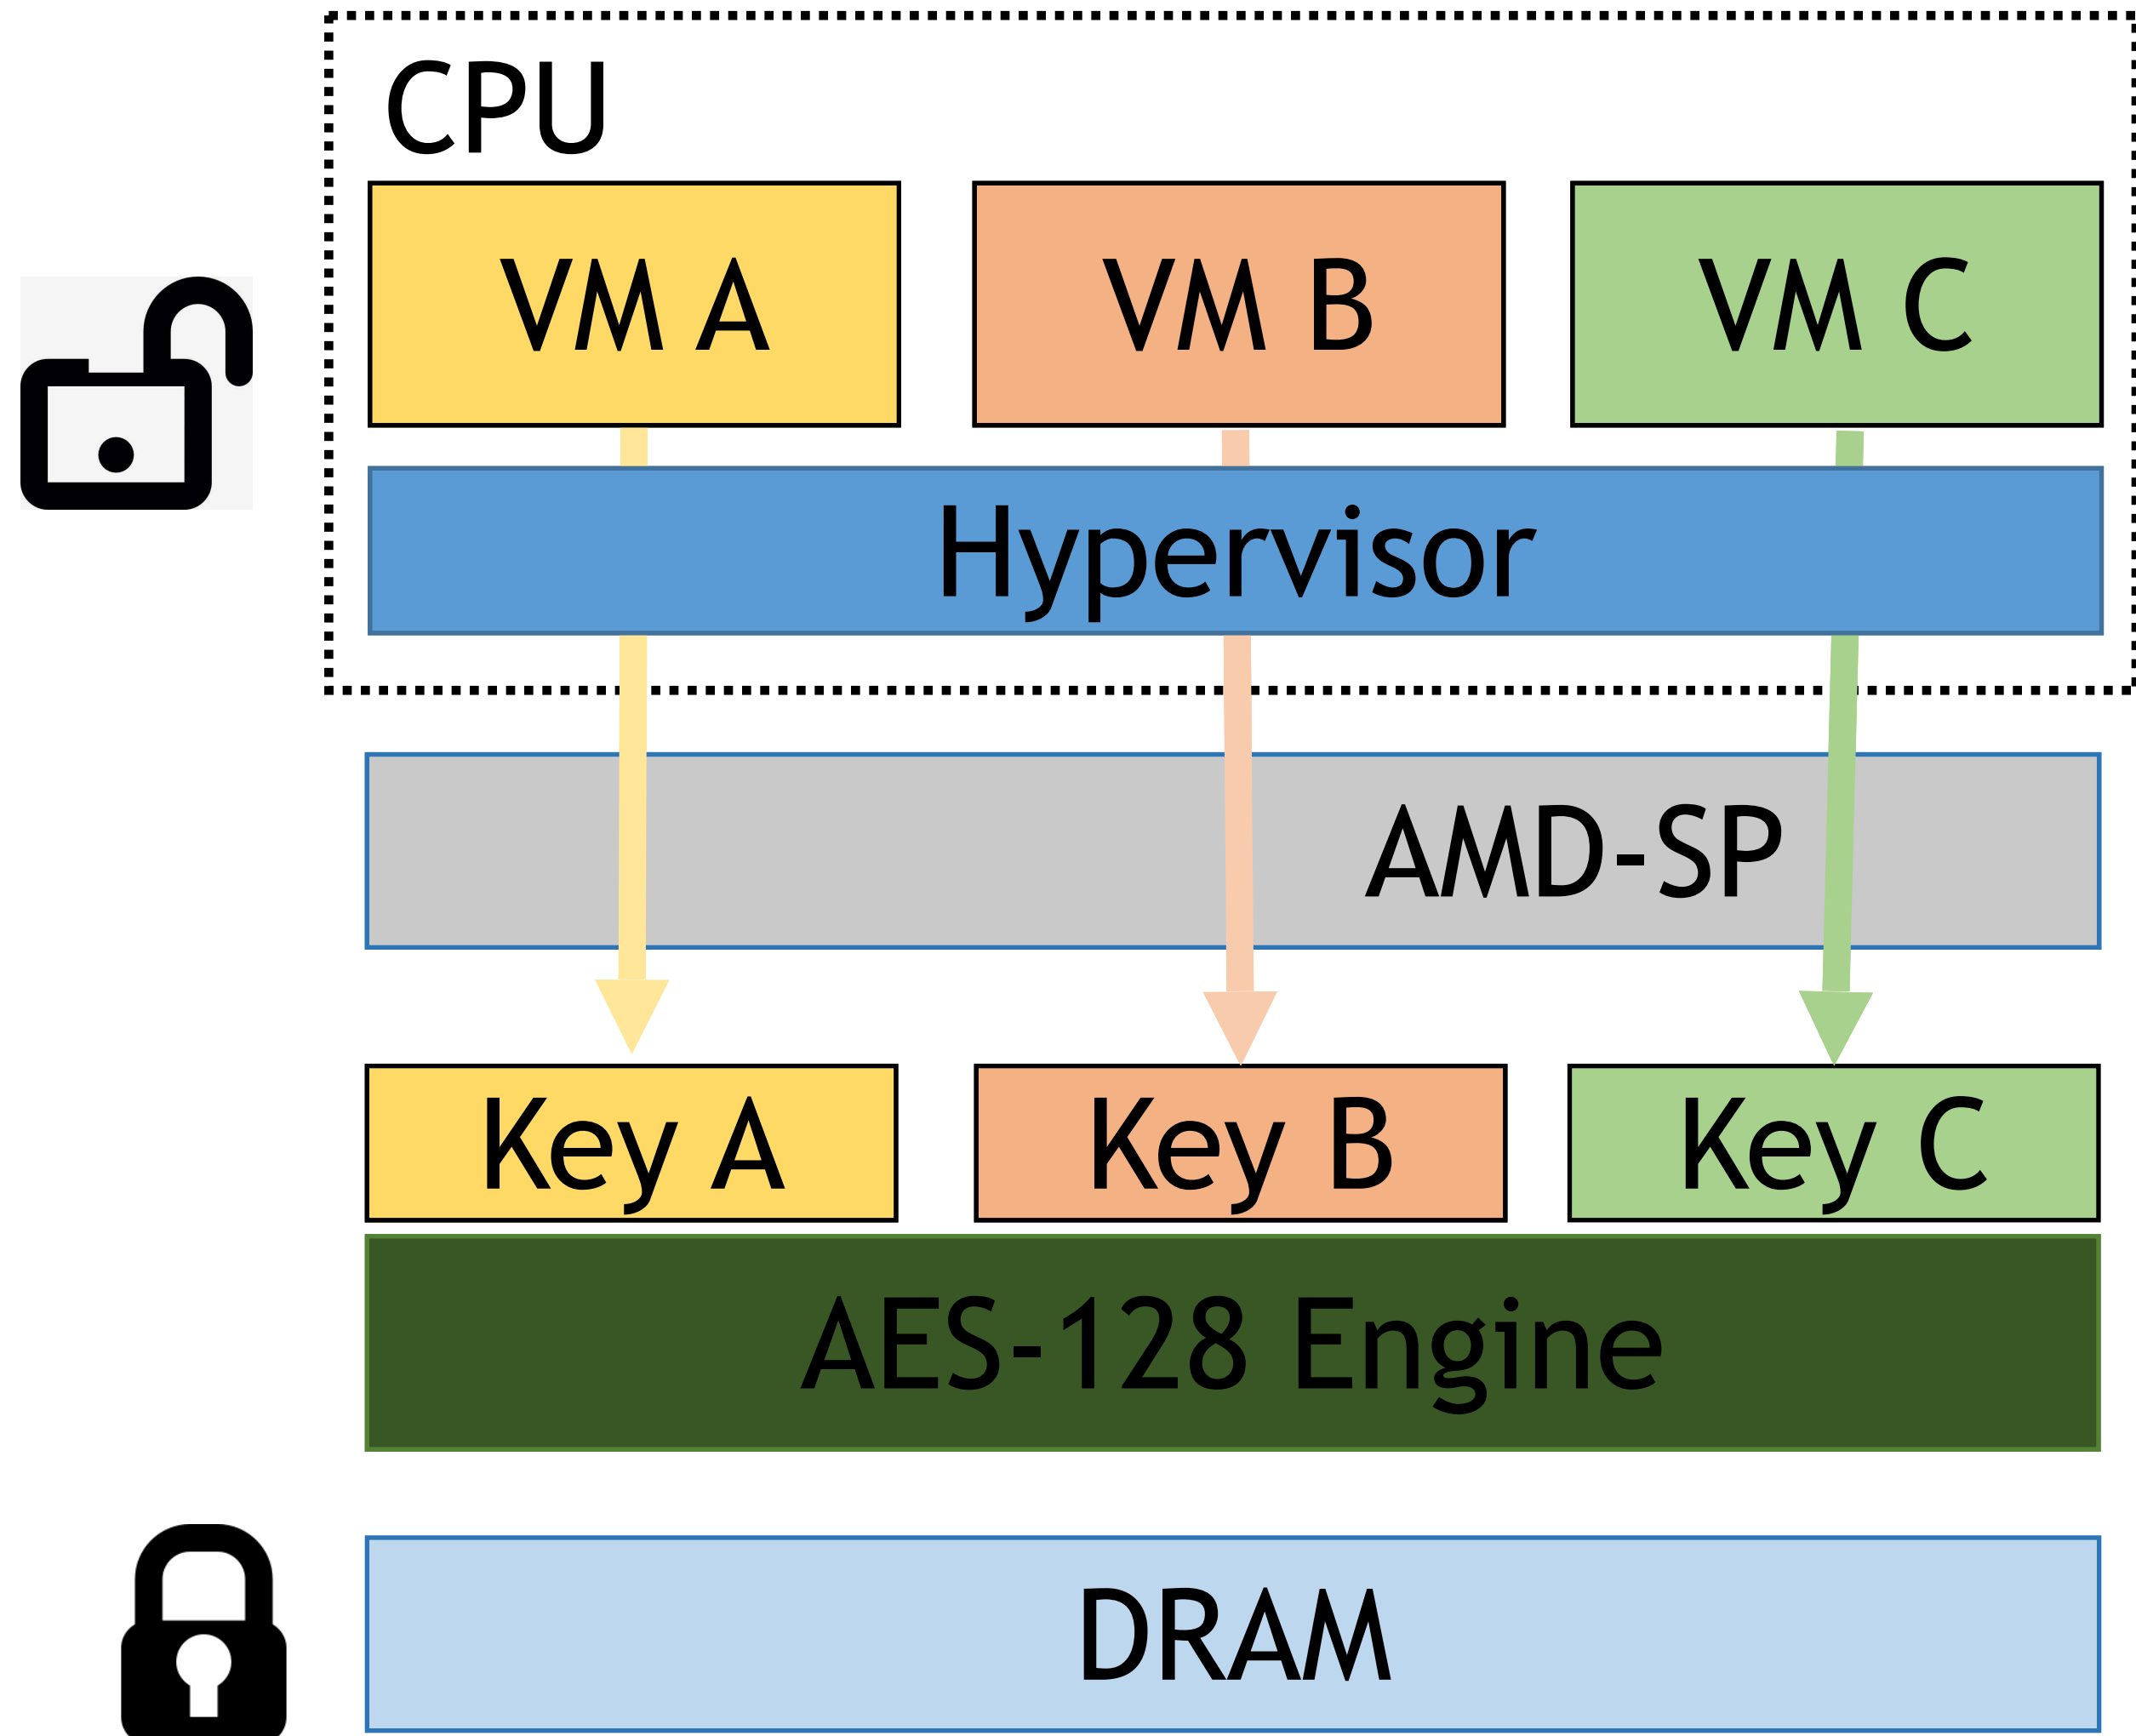 CPU
VM A
VM B
VM C
Hypervisor
AMD-SP
Key A
Key B
Key C
AES-128 Engine
DRAM